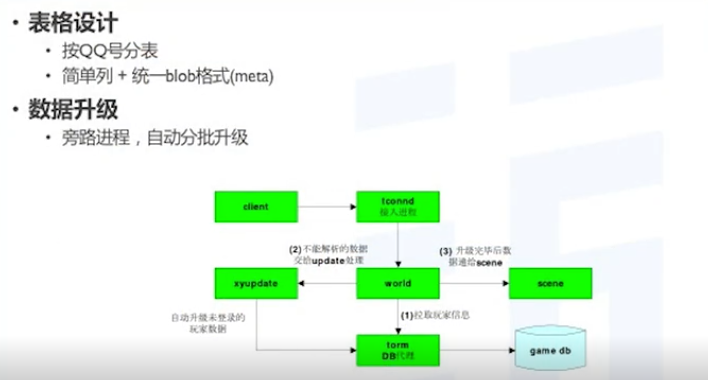 表格设计
按QQ号分表
简单列 + 统一blob格式(meta)
数据升级
旁路进程，自动分批升级
client
tconnd
接入进程
(2)不能解析的数据
交给update处理
(3) 升级完毕后数
据通给scene
xyupdate
world
scene
自动升级未登录的
玩家数据
(1)拉取玩家信息
torm
DB代理
game db